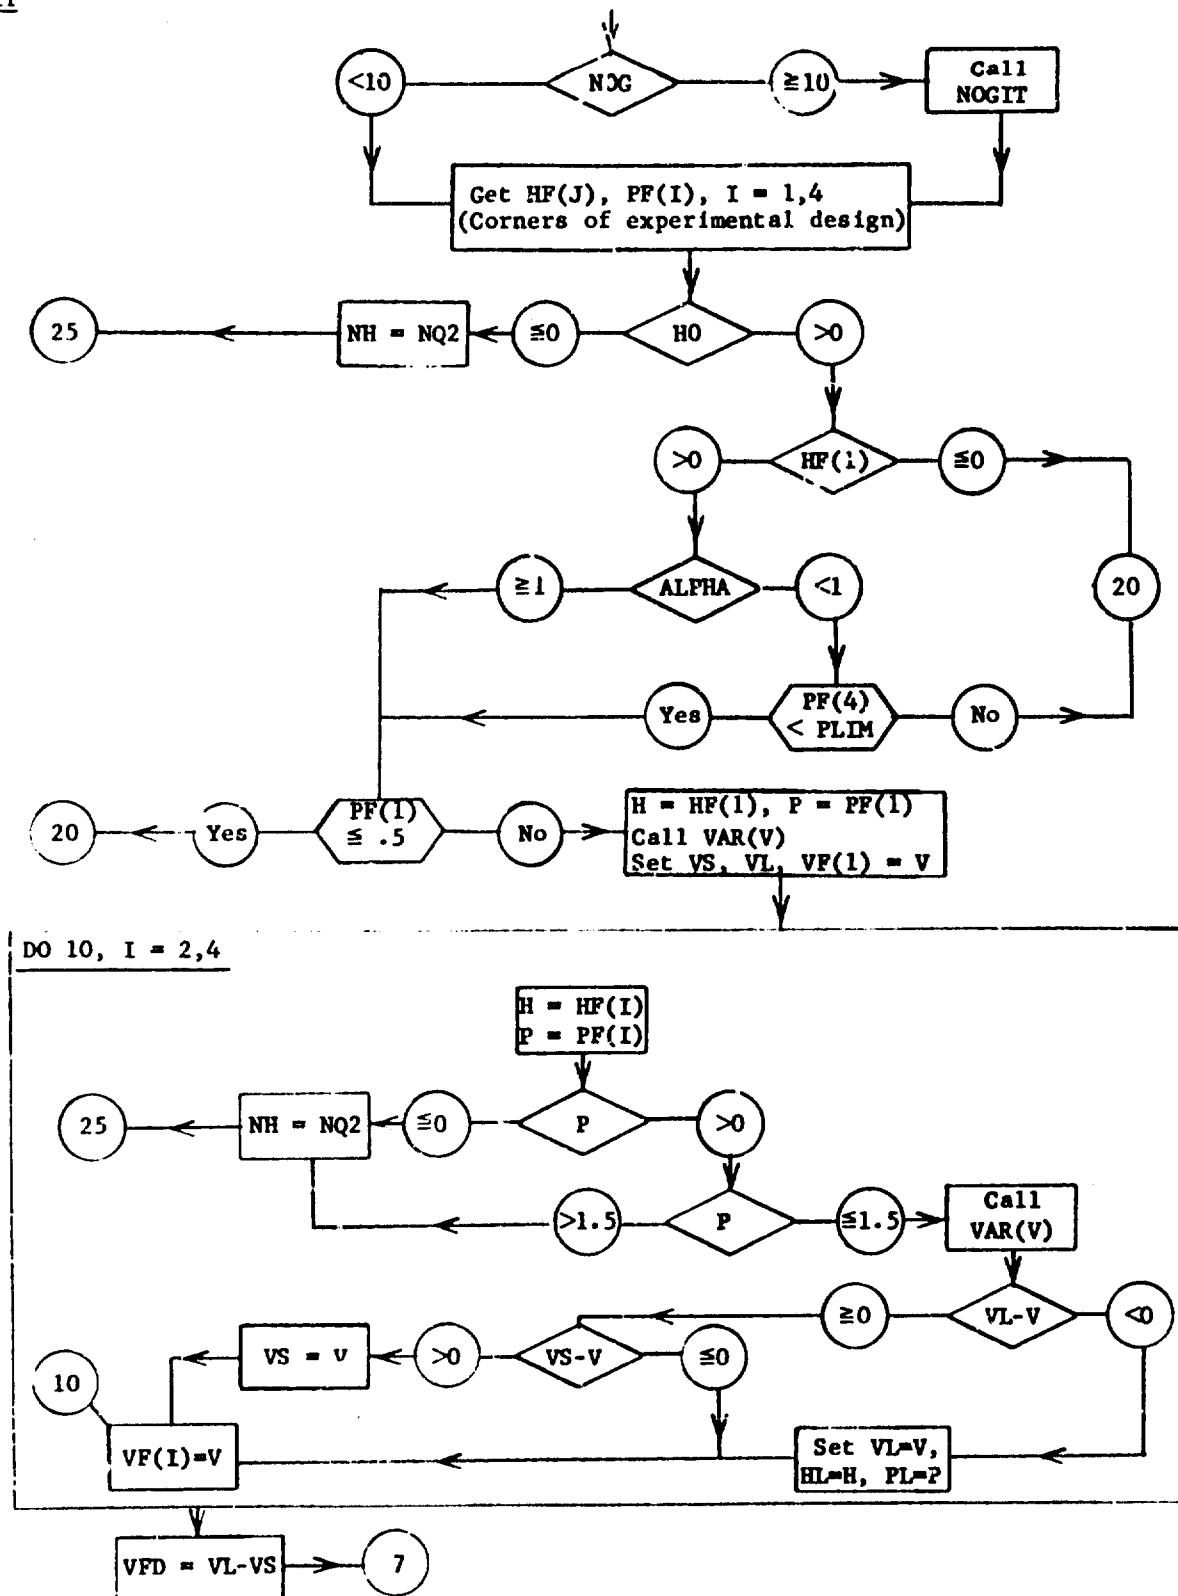 <10
NOG
≧10
Call
NOGIT
Get HF(J), PF(I), I = 1,4
(Corners of experimental design)
25
NH = NQ2
≦0
HO
>0
>0
HF(1)
≦0
≧1
ALPHA
<1
20
Yes
PF(4)
< PLIM
No
20
Yes
PF(1)
≦ .5
No
H = HF(1), P = PF(1)
Call VAR(V)
Set VS, VL, VF(1) = V
DO 10, I = 2,4
H = HF(I)
P = PF(I)
25
NH = NQ2
≦0
P
>0
>1.5
P
≦1.5
Call
VAR(V)
≧0
VL-V
<0
10
VS = V
>0
VS-V
≦0
VF(I)=V
Set VL=V,
HL=H, PL=P
VFD = VL-VS
7